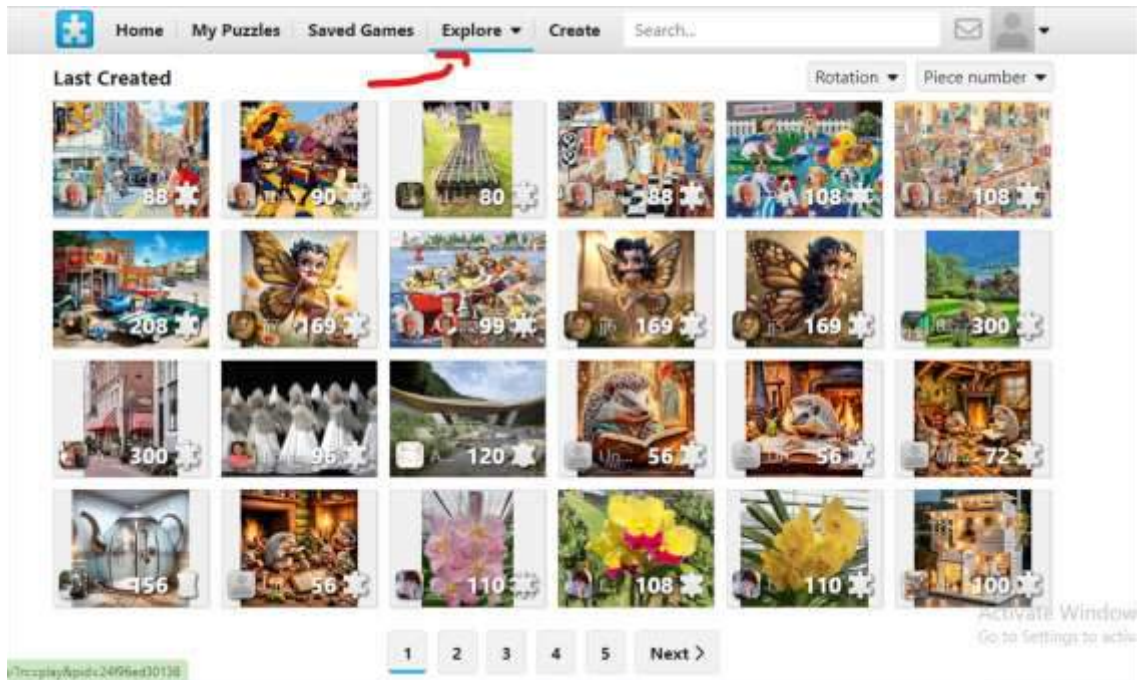 Home My Puzzles Saved Games Explore Create Search...
Last Created Rotation Piece number
88 90 80 88 108 108
208 169 99 169 169 300
300 96 120 56 56 72
156 56 110 108 110 100
Activate Window
Go to Settings to activ
1 2 3 4 5 Next >